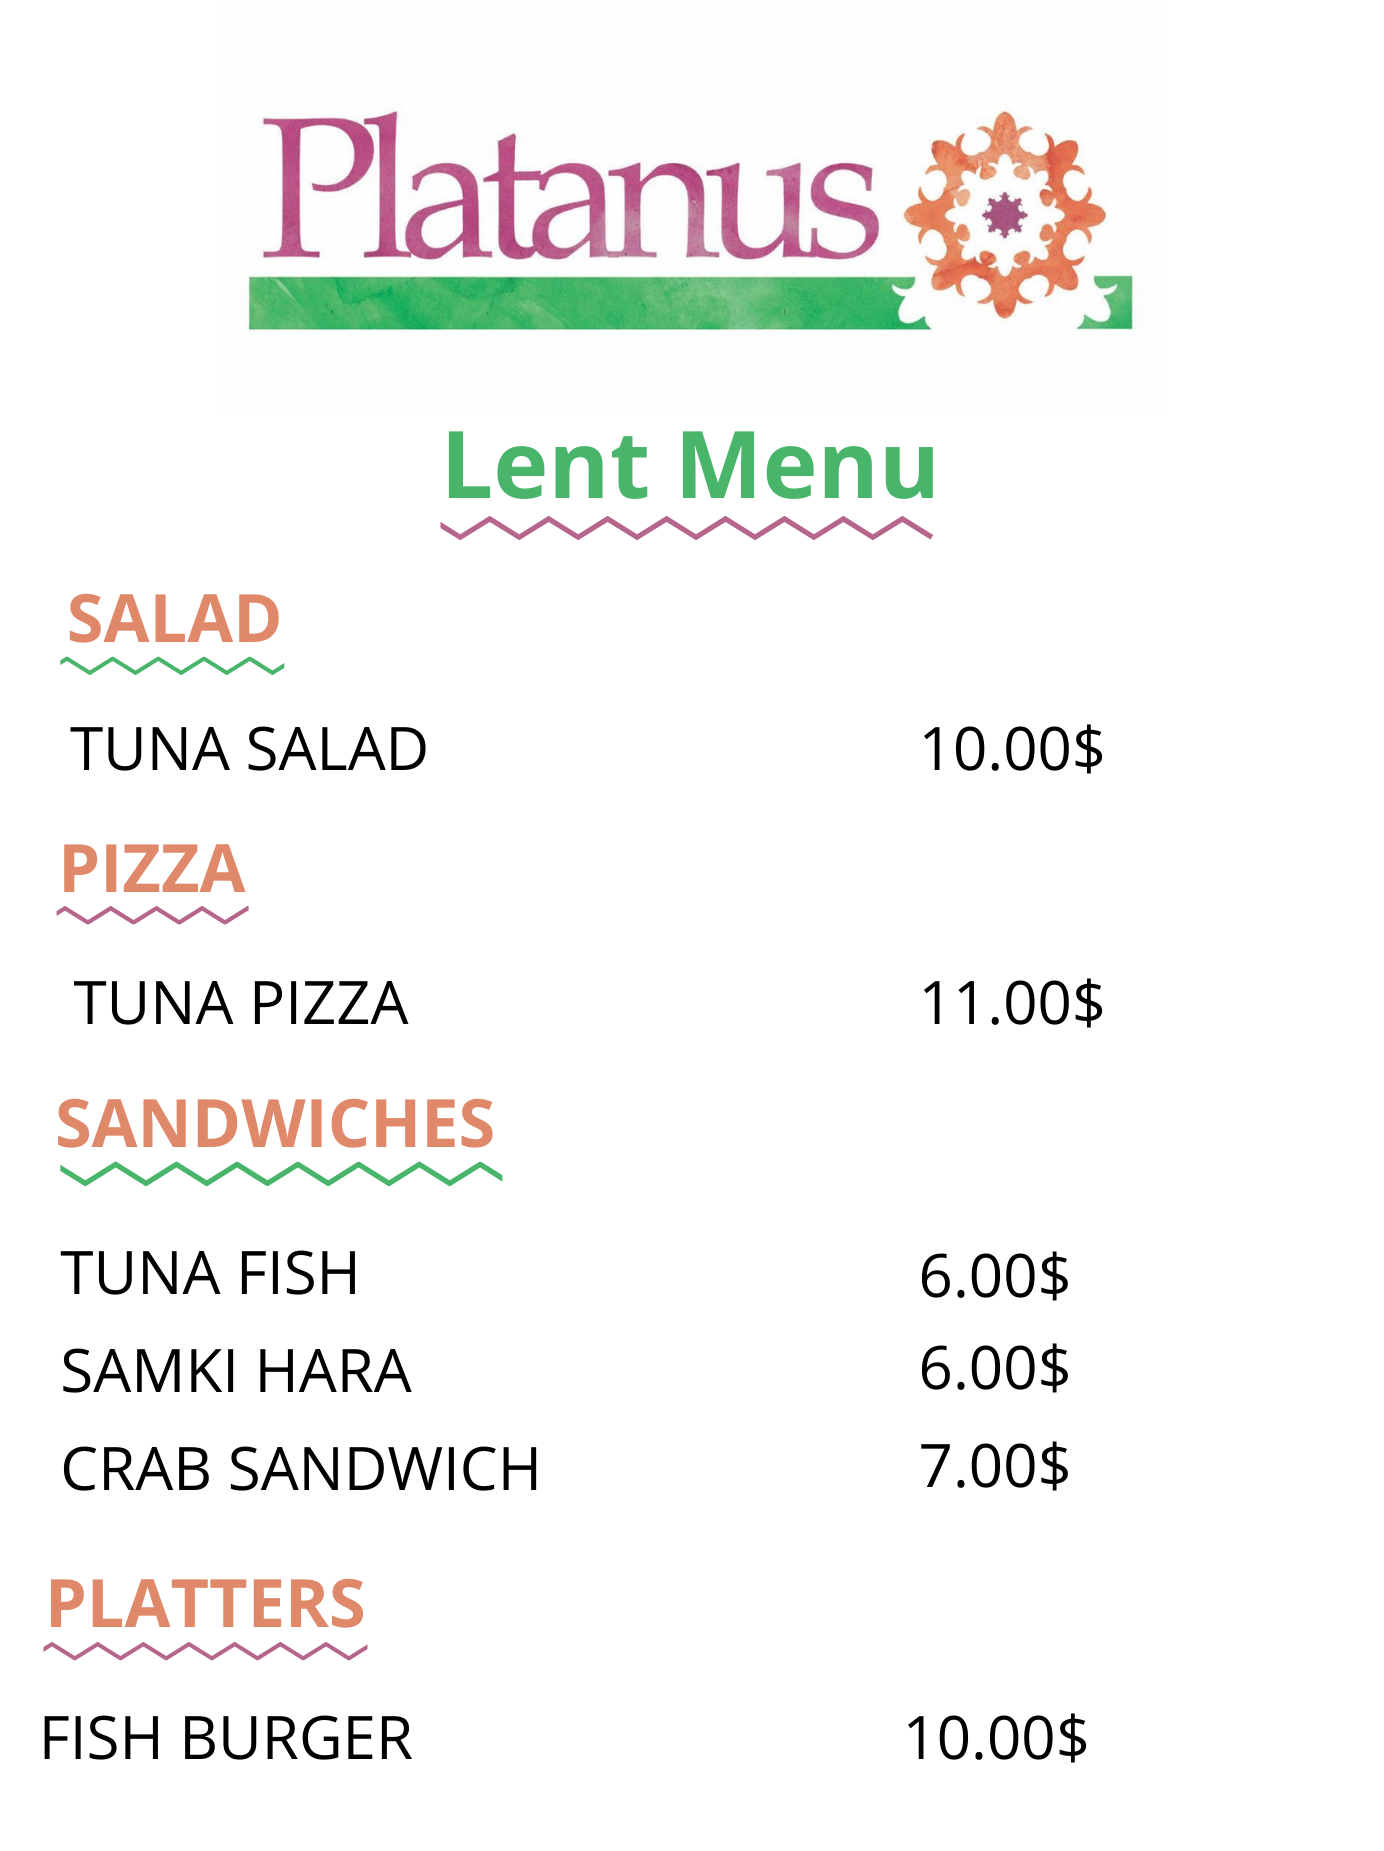 Platanus
Lent Menu
SALAD
TUNA SALAD 10.00$
PIZZA
TUNA PIZZA 11.00$
SANDWICHES
TUNA FISH 6.00$
SAMKI HARA 6.00$
CRAB SANDWICH 7.00$
PLATTERS
FISH BURGER 10.00$